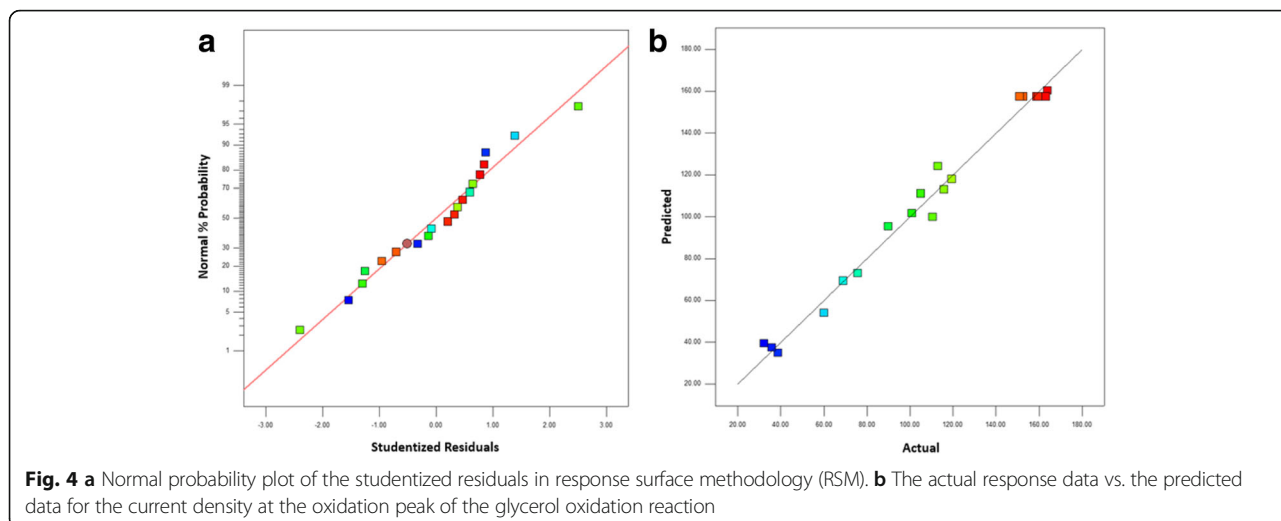 a
99
95
90
80
70
50
30
20
10
5
1
Normal % Probability
-3.00 -2.00 -1.00 0.00 1.00 2.00 3.00
Studentized Residuals
b
180.00
160.00
140.00
120.00
100.00
80.00
60.00
40.00
20.00
Predicted
20.00 40.00 60.00 80.00 100.00 120.00 140.00 160.00 180.00
Actual
Fig. 4 a Normal probability plot of the studentized residuals in response surface methodology (RSM). b The actual response data vs. the predicted
data for the current density at the oxidation peak of the glycerol oxidation reaction